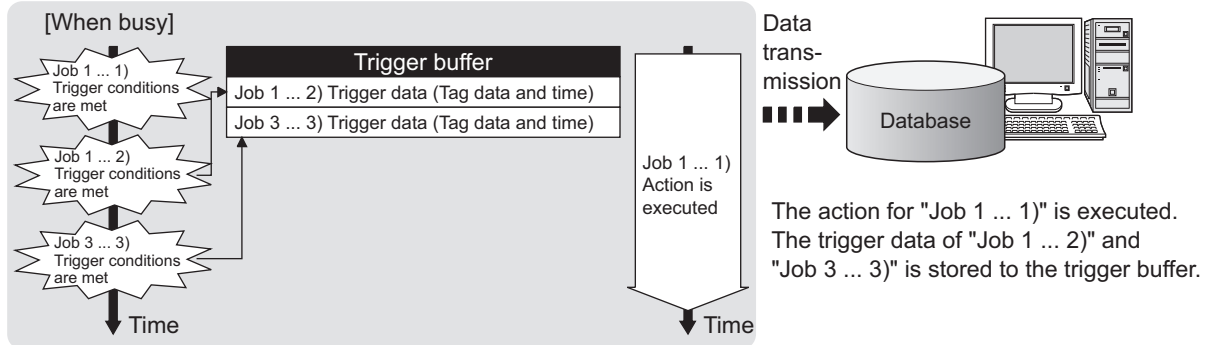 [When busy]
Job 1 ... 1)
Trigger conditions
are met
Job 1 ... 2)
Trigger conditions
are met
Job 3 ... 3)
Trigger conditions
are met
Time
Trigger buffer
Job 1 ... 2) Trigger data (Tag data and time)
Job 3 ... 3) Trigger data (Tag data and time)
Job 1 ... 1)
Action is
executed
Time
Data
trans-
mission
Database
The action for "Job 1 ... 1)" is executed.
The trigger data of "Job 1 ... 2)" and
"Job 3 ... 3)" is stored to the trigger buffer.